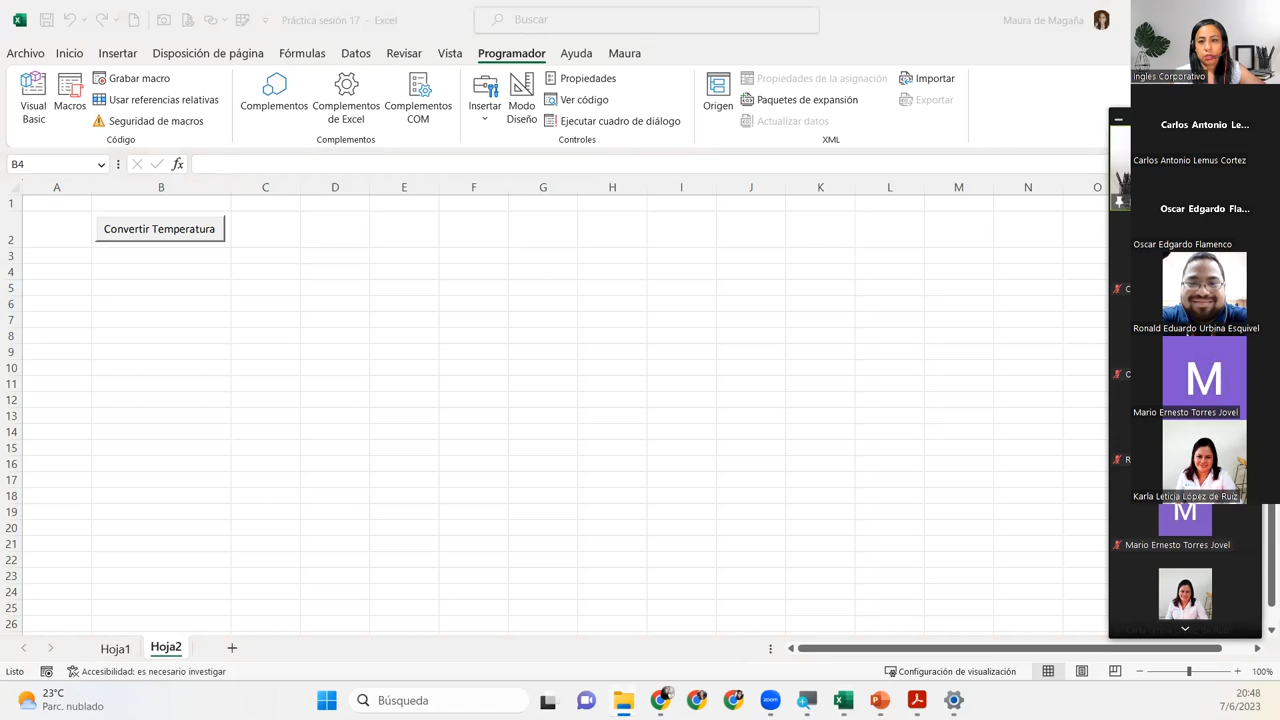 Práctica sesión 17 - Excel
Buscar
Maura de Magaña
Archivo Inicio Insertar Disposición de página Fórmulas Datos Revisar Vista Programador Ayuda Maura
Visual Basic
Macros
Grabar macro
Usar referencias relativas
Seguridad de macros
Código
Complementos
Complementos de Excel
Complementos COM
Complementos
Insertar
Modo Diseño
Propiedades
Ver código
Ejecutar cuadro de diálogo
Controles
Origen
Propiedades de la asignación
Paquetes de expansión
Actualizar datos
Importar
Exportar
XML
B4
fx
A B C D E F G H I J K L M N O
1
Convertir Temperatura
2
3
4
5
6
7
8
9
10
11
12
13
14
15
16
17
18
19
20
21
22
23
24
25
26
Ingles Corporativo
Carlos Antonio Le...
Carlos Antonio Lemus Cortez
Oscar Edgardo Fla...
Oscar Edgardo Flamenco
C
Ronald Eduardo Urbina Esquivel
M
O
Mario Ernesto Torres Jovel
R
Karla Leticia López de Ruiz
M
Mario Ernesto Torres Jovel
Hoja1 Hoja2
Listo
Accesibilidad: es necesario investigar
Configuración de visualización
100%
23°C
Parc. nublado
Búsqueda
zoom
20:48
7/6/2023